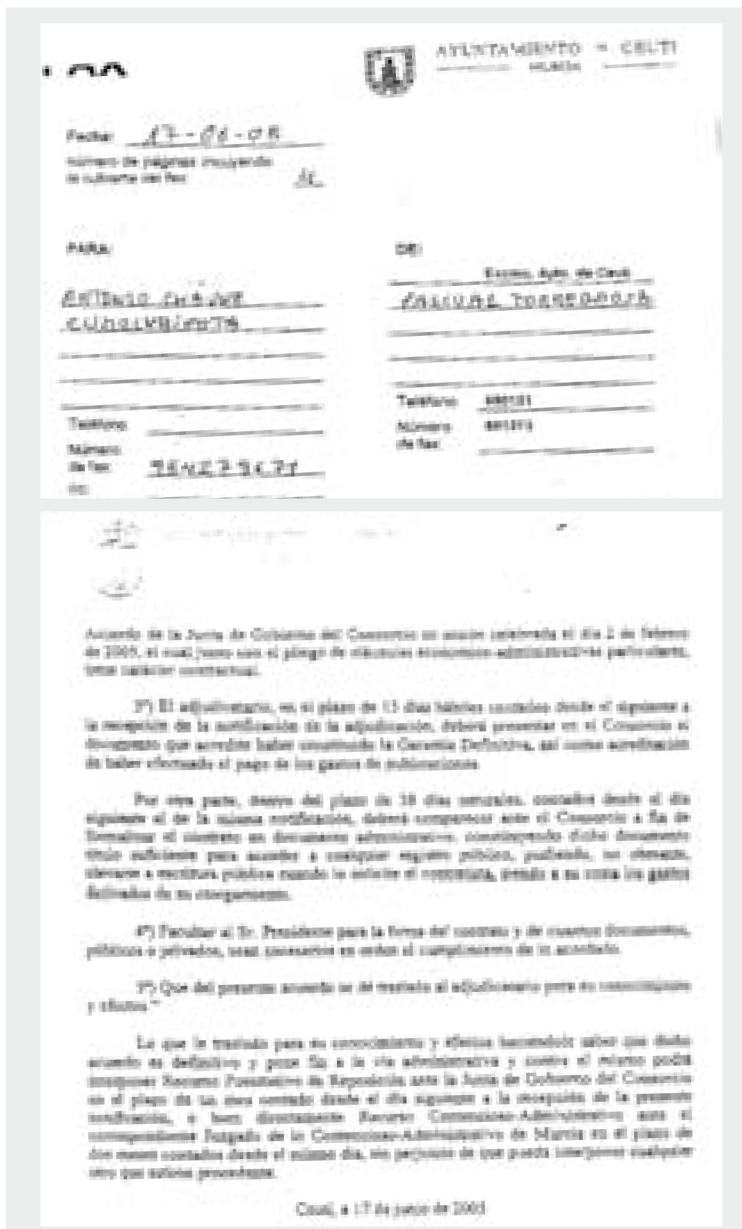 AYUNTAMIENTO DE CEUTI
MURCIA
Fecha: 17-06-05
número de páginas incluyendo
la cubierta del fax: 4
PARA:
DE:
Excmo. Ayto. de Ceutí
ANTONIO
PASCUAL
Teléfono
Teléfono
Número
de fax:
Número
de fax:
cc:
Acuerdo de la Junta de Gobierno del Consorcio en sesión celebrada el día 2 de febrero
de 2005, el cual junto con el pliego de cláusulas económico-administrativas particulares,
tiene carácter contractual.
3º) El adjudicatario, en el plazo de 15 días hábiles contados desde el siguiente a
la recepción de la notificación de la adjudicación, deberá presentar en el Consorcio el
documento que acredite haber constituido la Garantía Definitiva, así como acreditación
de haber efectuado el pago de los gastos de publicaciones.
Por otra parte, dentro del plazo de 30 días naturales, contados desde el día
siguiente al de la misma notificación, deberá comparecer ante el Consorcio a fin de
formalizar el contrato en documento administrativo, constituyendo dicho documento
título suficiente para acceder a cualquier registro público, pudiendo, no obstante,
elevarse a escritura pública cuando lo solicite el contratista, siendo a su costa los gastos
derivados de su otorgamiento.
4º) Facultar al Sr. Presidente para la firma del contrato y de cuantos documentos,
públicos o privados, sean necesarios en orden al cumplimiento de lo acordado.
5º) Que del presente acuerdo se dé traslado al adjudicatario para su conocimiento
y efectos."
Lo que le traslado para su conocimiento y efectos haciéndole saber que dicho
acuerdo es definitivo y pone fin a la vía administrativa y contra el mismo podrá
interponer Recurso Potestativo de Reposición ante la Junta de Gobierno del Consorcio
en el plazo de un mes contado desde el día siguiente a la recepción de la presente
notificación, o bien directamente Recurso Contencioso-Administrativo ante el
correspondiente Juzgado de lo Contencioso-Administrativo de Murcia en el plazo de
dos meses contados desde el mismo día, sin perjuicio de que pueda interponer cualquier
otro que estime procedente.
Ceutí, a 17 de junio de 2005